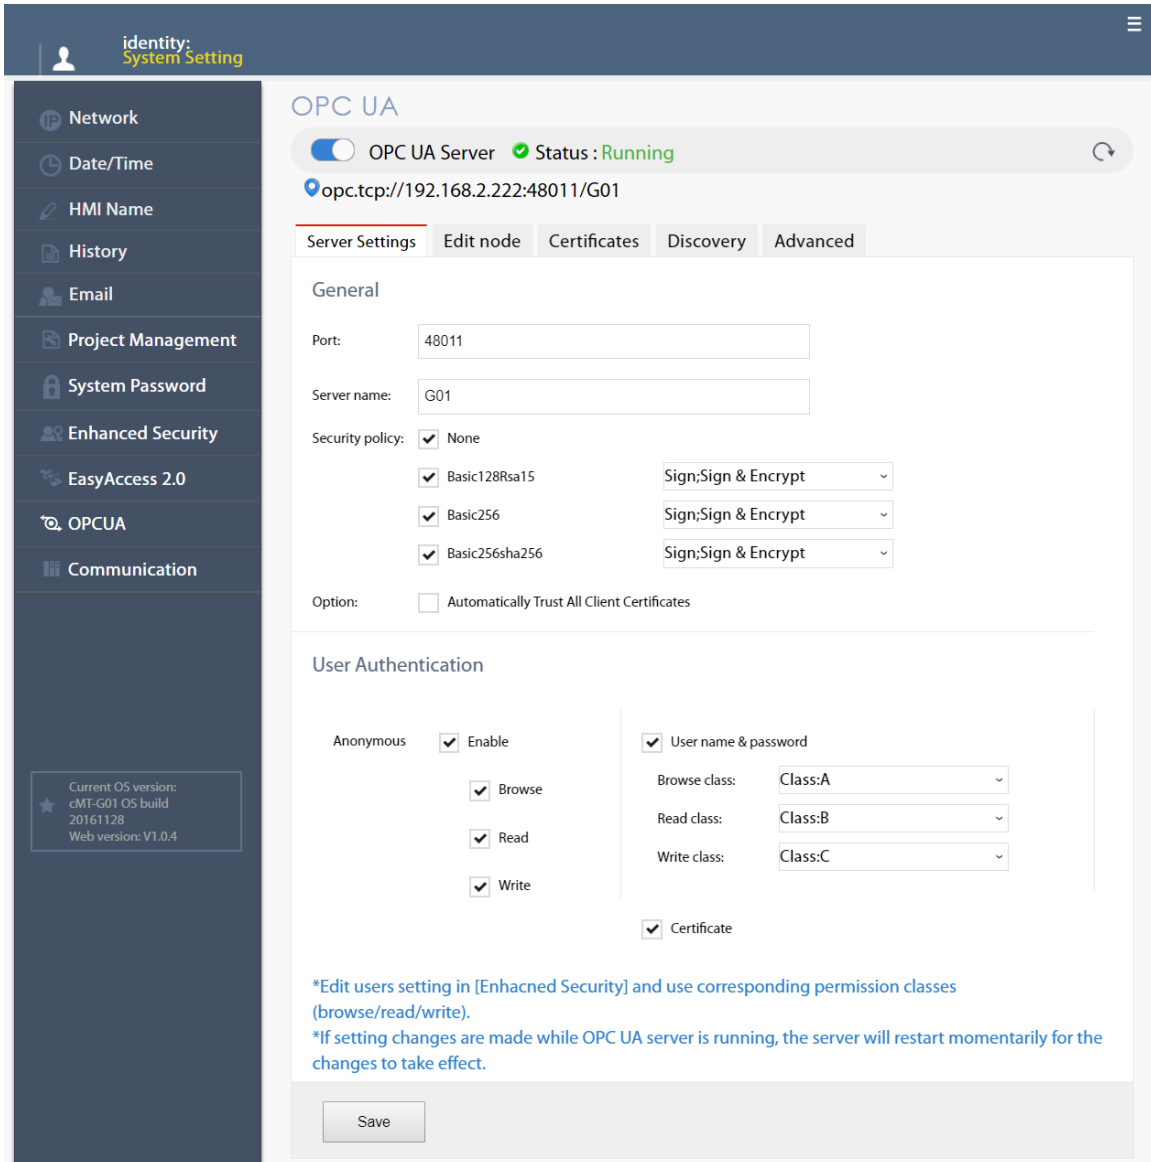 identity:
System Setting
IP
Network
Date/Time
HMI Name
History
Email
Project Management
System Password
Enhanced Security
EasyAccess 2.0
OPCUA
Communication
Current OS version:
cMT-G01 OS build
20161128
Web version: V1.0.4
OPC UA
OPC UA Server Status : Running
opc.tcp://192.168.2.222:48011/G01
Server Settings Edit node Certificates Discovery Advanced
General
Port: 48011
Server name: G01
Security policy: None
Basic128Rsa15 Sign;Sign & Encrypt
Basic256 Sign;Sign & Encrypt
Basic256sha256 Sign;Sign & Encrypt
Option: Automatically Trust All Client Certificates
User Authentication
Anonymous Enable
Browse
Read
Write
User name & password
Browse class: Class:A
Read class: Class:B
Write class: Class:C
Certificate
*Edit users setting in [Enhacned Security] and use corresponding permission classes
(browse/read/write).
*If setting changes are made while OPC UA server is running, the server will restart momentarily for the
changes to take effect.
Save